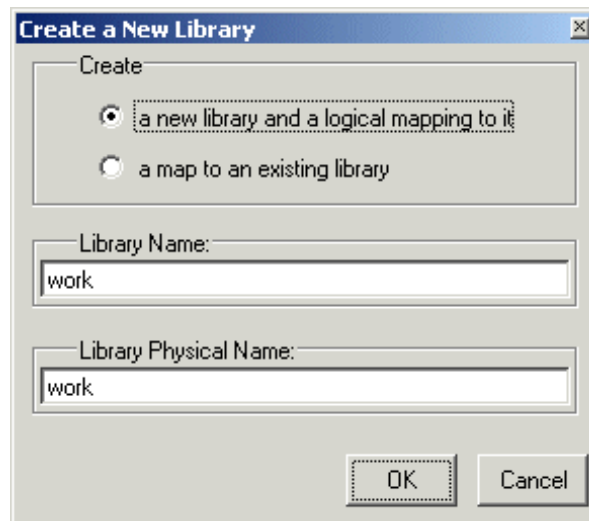 Create a New Library
Create
a new library and a logical mapping to it
a map to an existing library
Library Name:
work
Library Physical Name:
work
OK Cancel